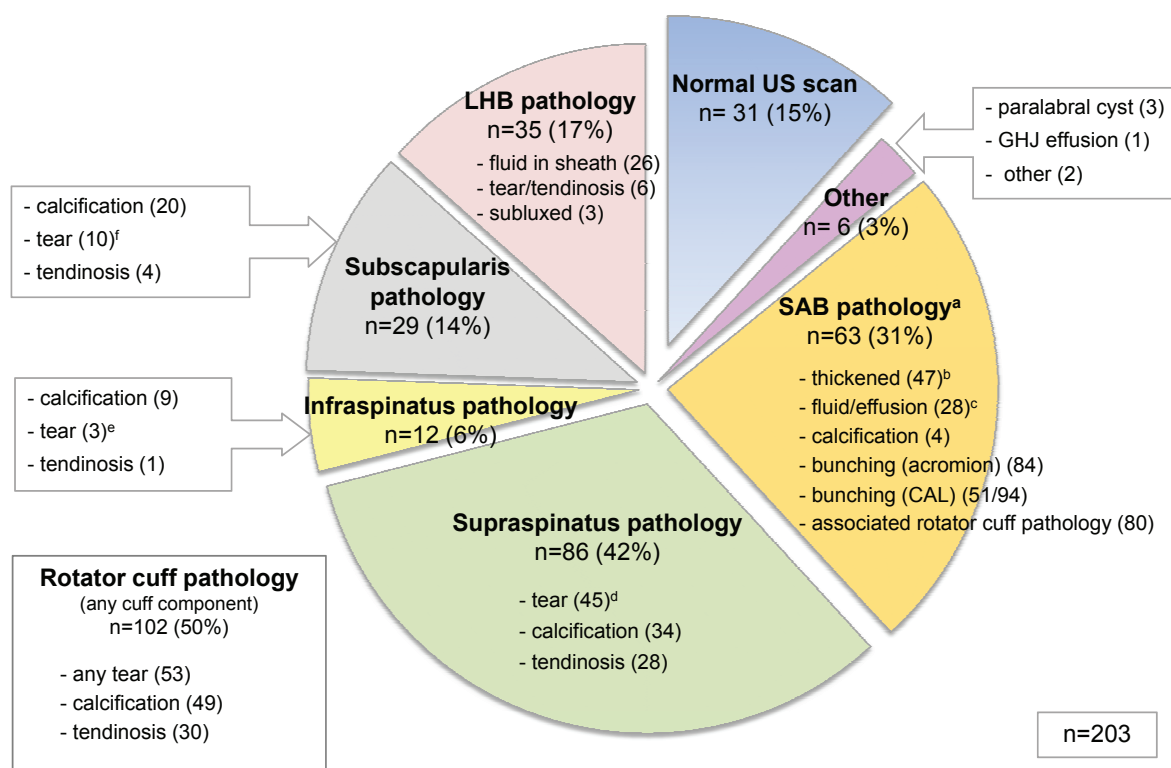 Normal US scan
n= 31 (15%)
- paralabral cyst (3)
- GHJ effusion (1)
- other (2)
Other
n= 6 (3%)
SAB pathologyᵃ
n=63 (31%)
- thickened (47)ᵇ
- fluid/effusion (28)ᶜ
- calcification (4)
- bunching (acromion) (84)
- bunching (CAL) (51/94)
- associated rotator cuff pathology (80)
Supraspinatus pathology
n=86 (42%)
- tear (45)ᵈ
- calcification (34)
- tendinosis (28)
Infraspinatus pathology
n=12 (6%)
- calcification (9)
- tear (3)ᵉ
- tendinosis (1)
Subscapularis
pathology
n=29 (14%)
- calcification (20)
- tear (10)ᶠ
- tendinosis (4)
LHB pathology
n=35 (17%)
- fluid in sheath (26)
- tear/tendinosis (6)
- subluxed (3)
Rotator cuff pathology
(any cuff component)
n=102 (50%)
- any tear (53)
- calcification (49)
- tendinosis (30)
n=203